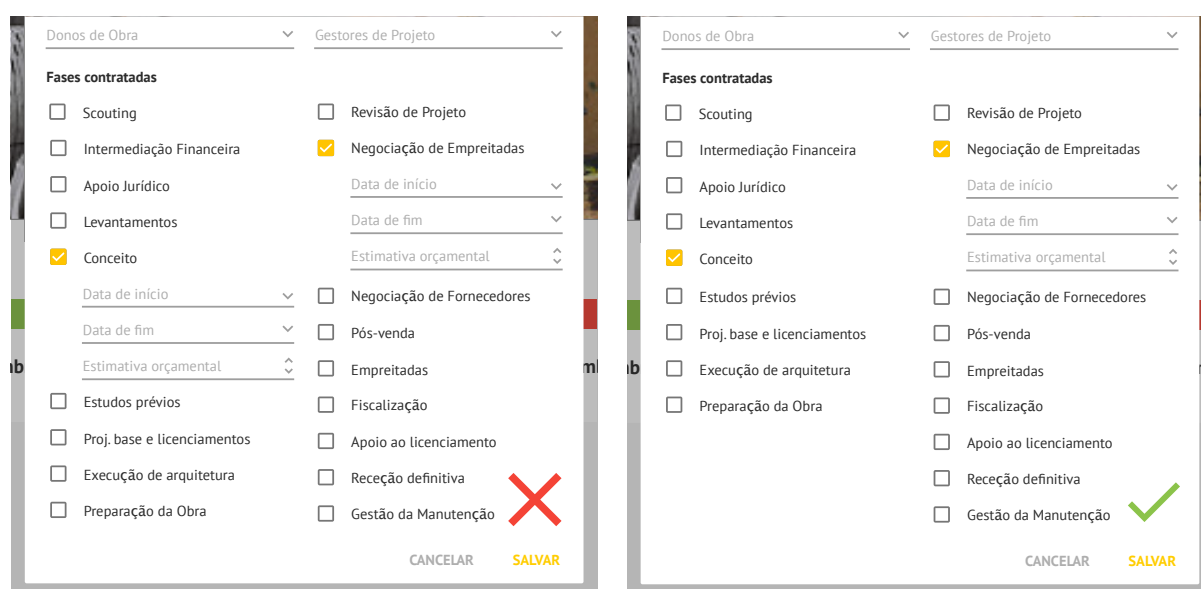 Donos de Obra
Gestores de Projeto
Fases contratadas
Scouting
Intermediação Financeira
Apoio Jurídico
Levantamentos
Conceito
Data de início
Data de fim
Estimativa orçamental
Estudos prévios
Proj. base e licenciamentos
Execução de arquitetura
Preparação da Obra
Revisão de Projeto
Negociação de Empreitadas
Data de início
Data de fim
Estimativa orçamental
Negociação de Fornecedores
Pós-venda
Empreitadas
Fiscalização
Apoio ao licenciamento
Receção definitiva
Gestão da Manutenção
CANCELAR
SALVAR
Donos de Obra
Gestores de Projeto
Fases contratadas
Scouting
Intermediação Financeira
Apoio Jurídico
Levantamentos
Conceito
Estudos prévios
Proj. base e licenciamentos
Execução de arquitetura
Preparação da Obra
Revisão de Projeto
Negociação de Empreitadas
Data de início
Data de fim
Estimativa orçamental
Negociação de Fornecedores
Pós-venda
Empreitadas
Fiscalização
Apoio ao licenciamento
Receção definitiva
Gestão da Manutenção
CANCELAR
SALVAR